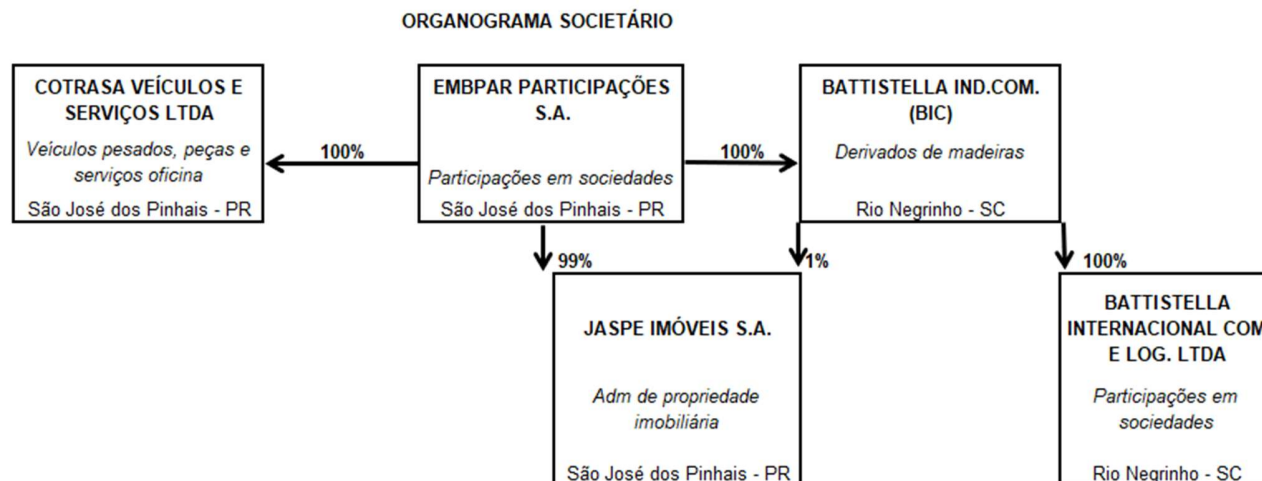 ORGANOGRAMA SOCIETÁRIO
COTRASA VEÍCULOS E
SERVIÇOS LTDA
Veículos pesados, peças e
serviços oficina
São José dos Pinhais - PR
100%
EMBPAR PARTICIPAÇÕES
S.A.
Participações em sociedades
São José dos Pinhais - PR
100%
BATTISTELLA IND.COM.
(BIC)
Derivados de madeiras
Rio Negrinho - SC
99%
1%
100%
JASPE IMÓVEIS S.A.
Adm de propriedade
imobiliária
São José dos Pinhais - PR
BATTISTELLA
INTERNACIONAL COM
E LOG. LTDA
Participações em
sociedades
Rio Negrinho - SC